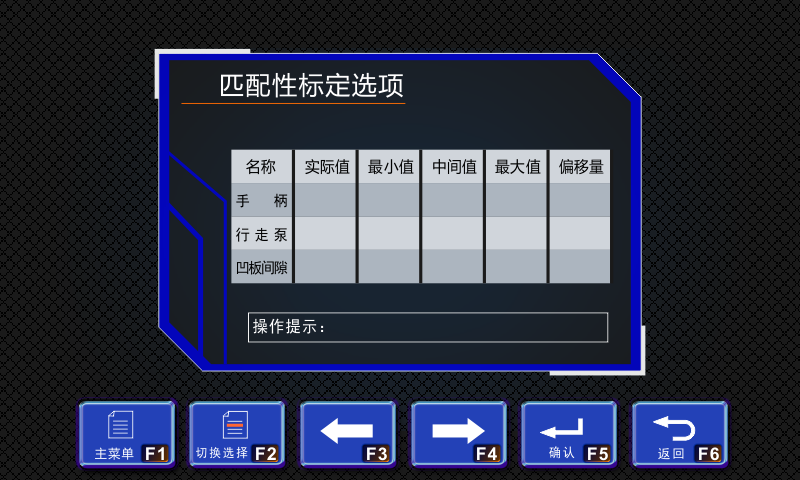 匹配性标定选项
名称 实际值 最小值 中间值 最大值 偏移量
手 柄
行走泵
凹板间隙
操作提示：
主菜单 F1 切换选择 F2 F3 F4 确认 F5 返回 F6